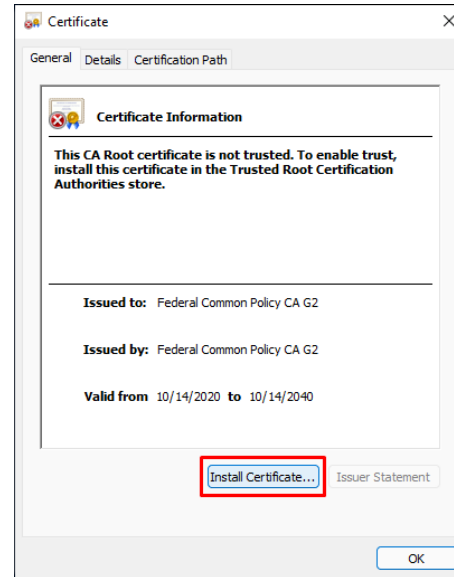 Certificate
General Details Certification Path
Certificate Information
This CA Root certificate is not trusted. To enable trust,
install this certificate in the Trusted Root Certification
Authorities store.
Issued to: Federal Common Policy CA G2
Issued by: Federal Common Policy CA G2
Valid from 10/14/2020 to 10/14/2040
Install Certificate... Issuer Statement
OK